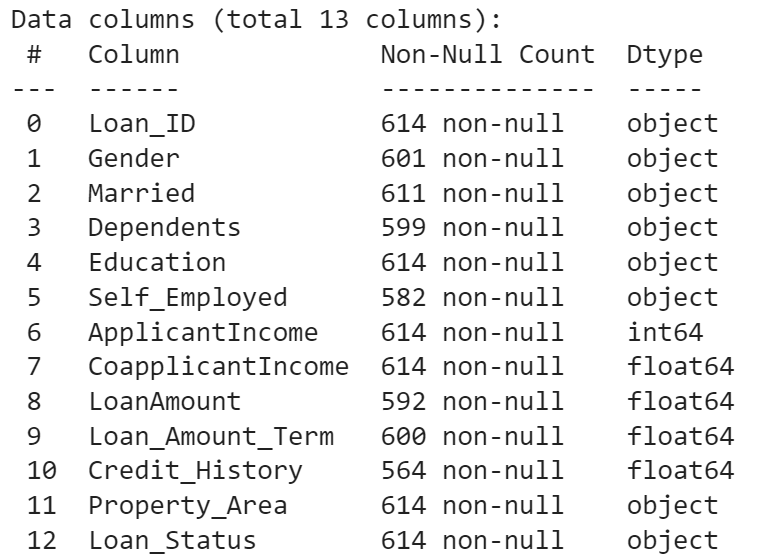 Data columns (total 13 columns):
 #   Column             Non-Null Count  Dtype
---  ------             --------------  -----
 0   Loan_ID            614 non-null    object
 1   Gender             601 non-null    object
 2   Married            611 non-null    object
 3   Dependents         599 non-null    object
 4   Education          614 non-null    object
 5   Self_Employed      582 non-null    object
 6   ApplicantIncome    614 non-null    int64
 7   CoapplicantIncome  614 non-null    float64
 8   LoanAmount         592 non-null    float64
 9   Loan_Amount_Term   600 non-null    float64
 10  Credit_History     564 non-null    float64
 11  Property_Area      614 non-null    object
 12  Loan_Status        614 non-null    object